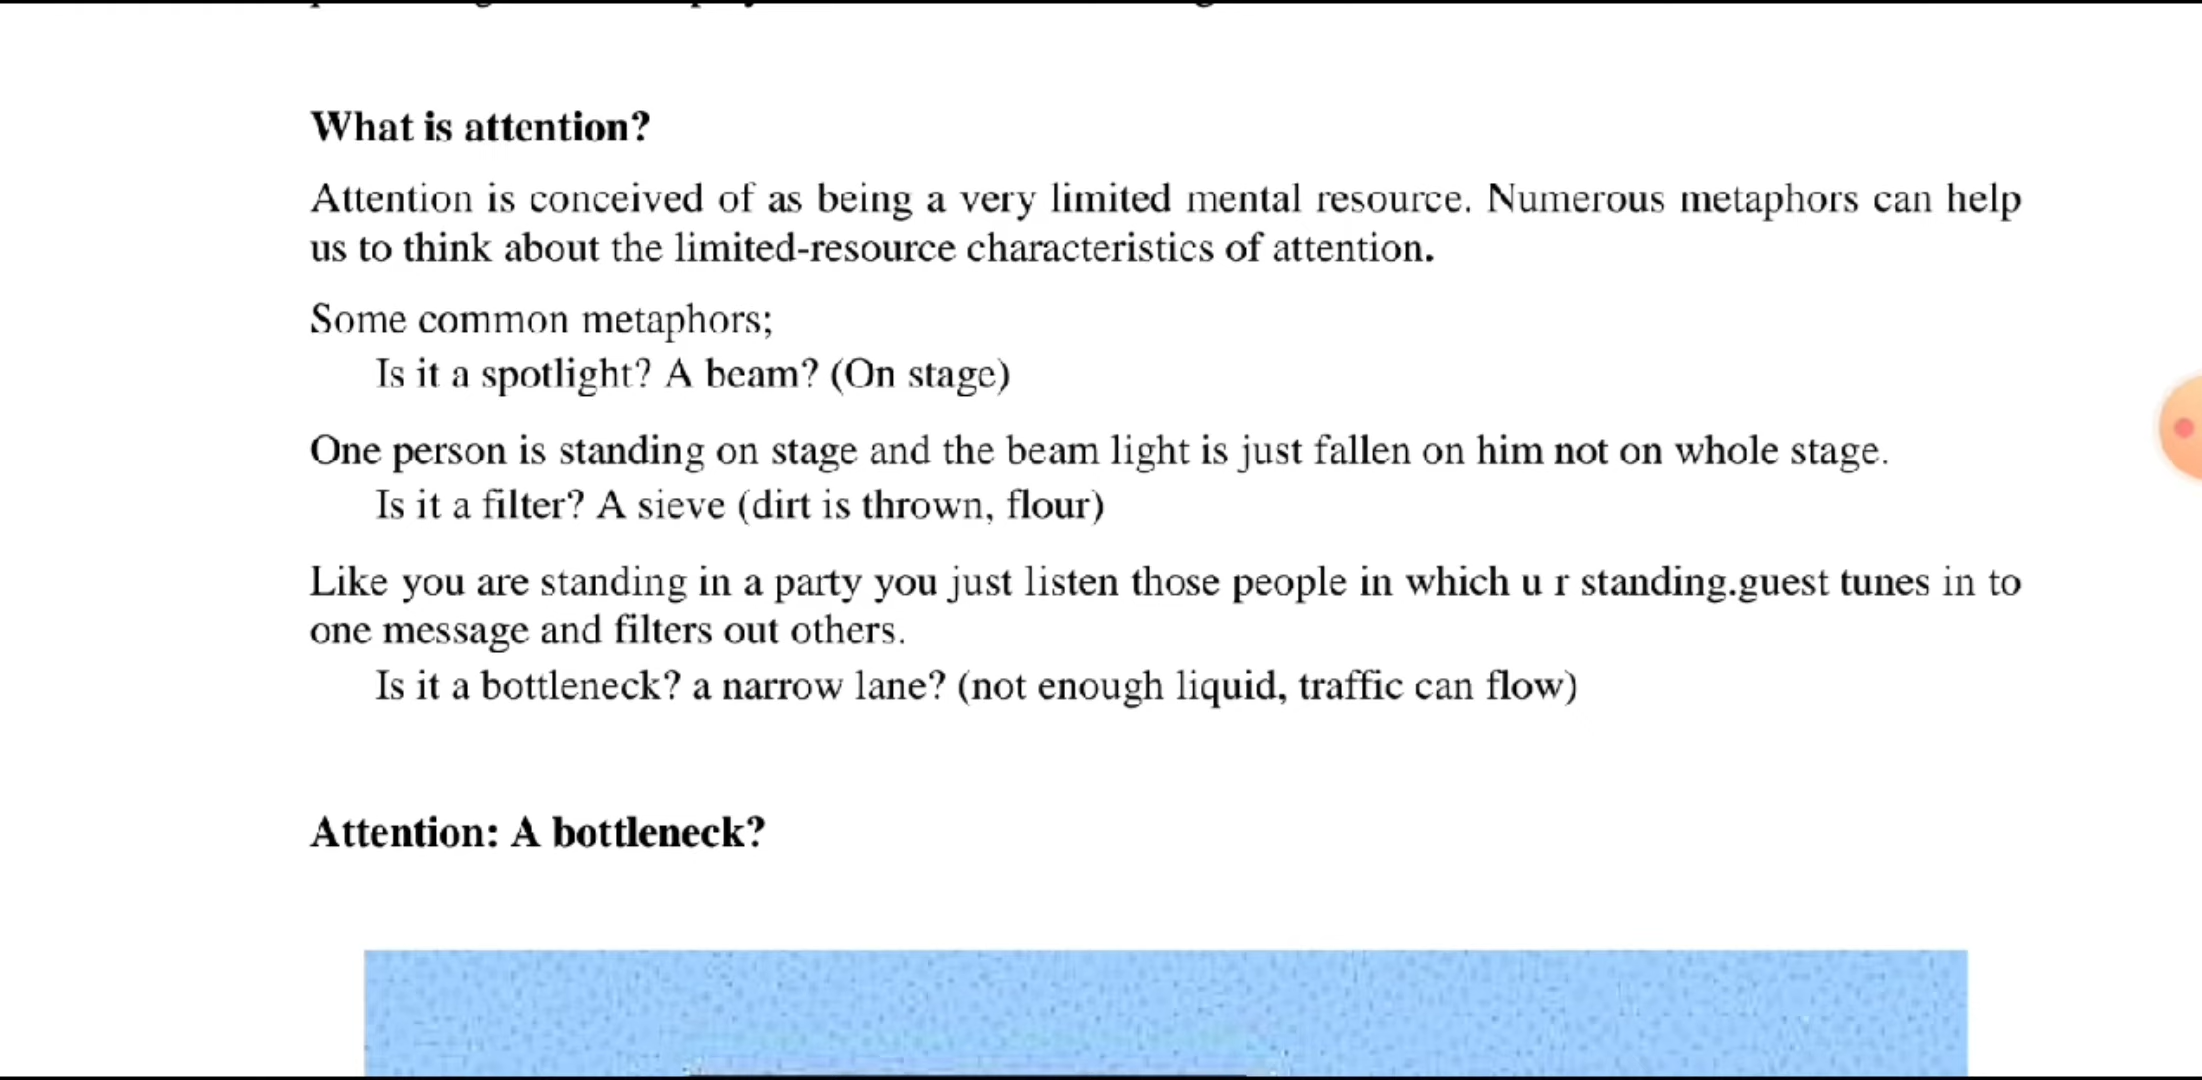 What is attention?
Attention is conceived of as being a very limited mental resource. Numerous metaphors can help
us to think about the limited-resource characteristics of attention.
Some common metaphors;
Is it a spotlight? A beam? (On stage)
One person is standing on stage and the beam light is just fallen on him not on whole stage.
Is it a filter? A sieve (dirt is thrown, flour)
Like you are standing in a party you just listen those people in which u r standing.guest tunes in to
one message and filters out others.
Is it a bottleneck? a narrow lane? (not enough liquid, traffic can flow)
Attention: A bottleneck?